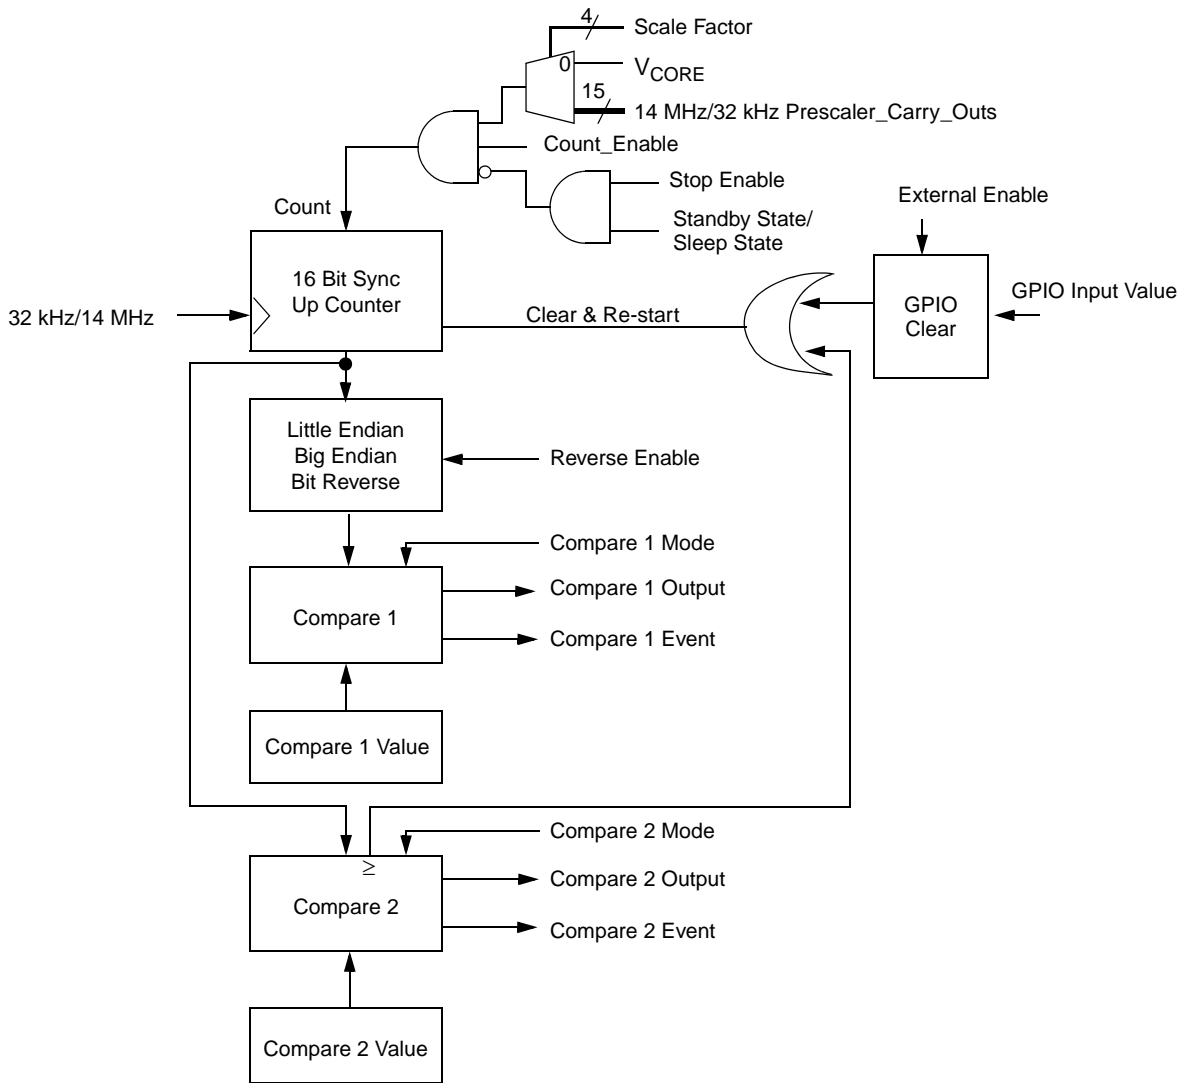 4
Scale Factor
0
VCORE
15
14 MHz/32 kHz Prescaler_Carry_Outs
Count_Enable
Stop Enable
Standby State/
Sleep State
External Enable
Count
16 Bit Sync
Up Counter
32 kHz/14 MHz
Clear & Re-start
GPIO
Clear
GPIO Input Value
Little Endian
Big Endian
Bit Reverse
Reverse Enable
Compare 1 Mode
Compare 1 Output
Compare 1
Compare 1 Event
Compare 1 Value
Compare 2 Mode
≥
Compare 2 Output
Compare 2
Compare 2 Event
Compare 2 Value